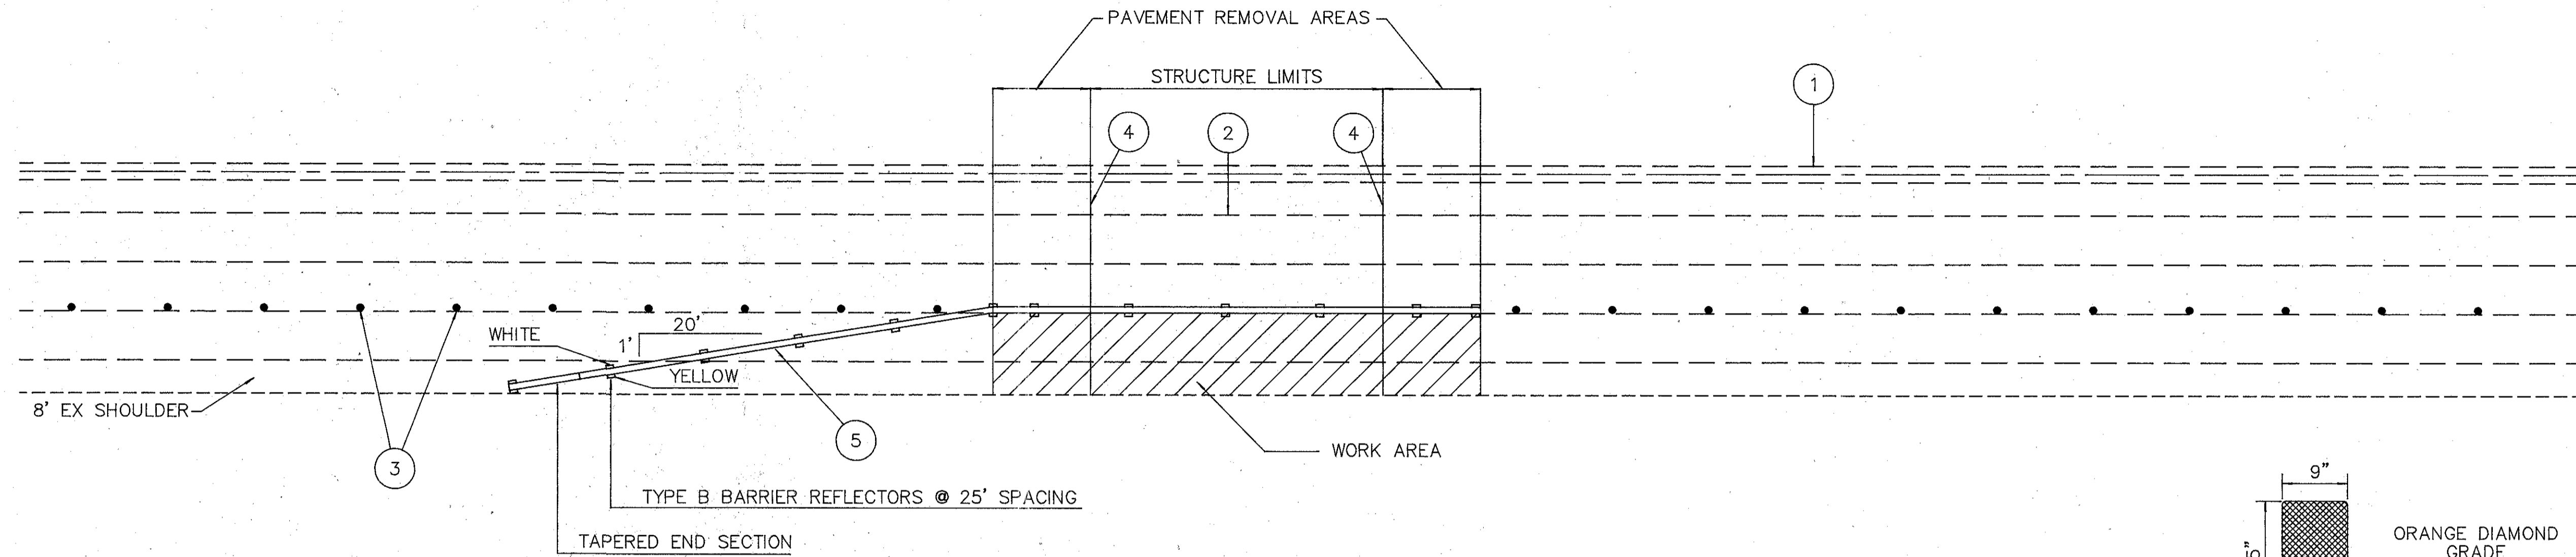 PAVEMENT REMOVAL AREAS
STRUCTURE LIMITS
1
4
2
4
WHITE
20'
1'
YELLOW
8' EX SHOULDER
3
5
WORK AREA
TYPE B BARRIER REFLECTORS @ 25' SPACING
TAPERED END SECTION
9"
ORANGE DIAMOND
GRADE